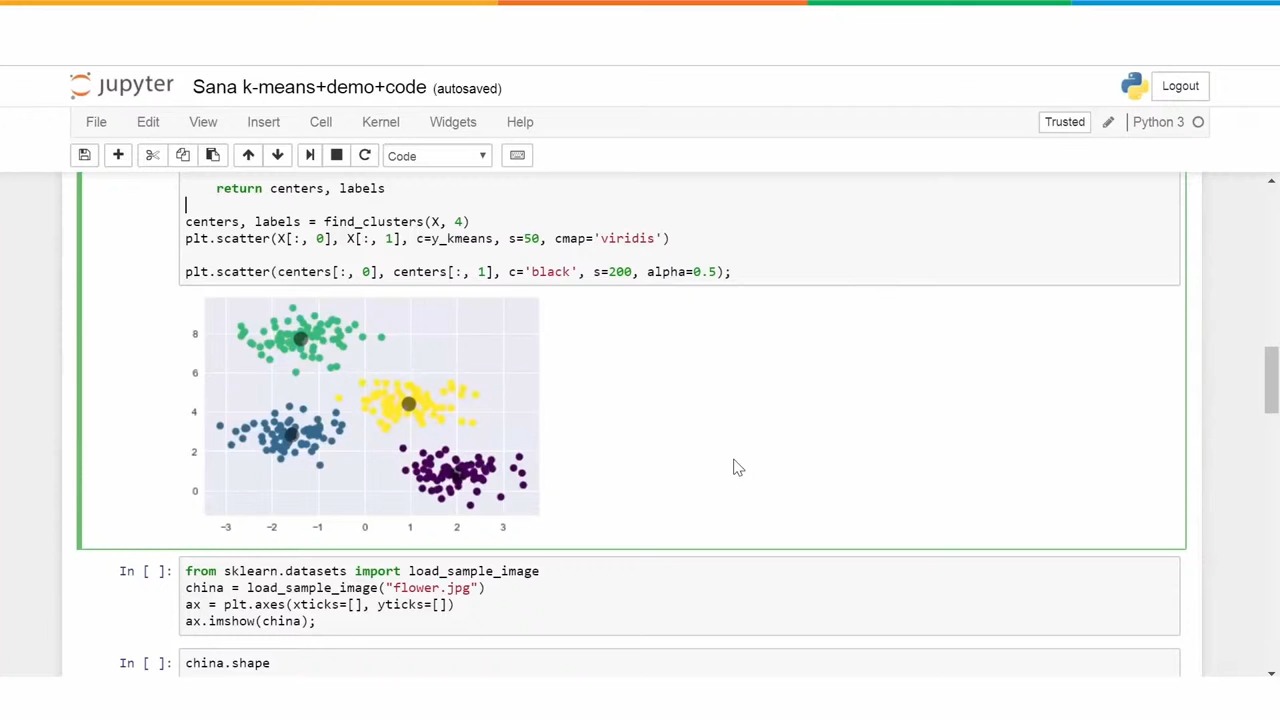 jupyter Sana k-means+demo+code (autosaved) Logout
File Edit View Insert Cell Kernel Widgets Help Trusted Python 3
Code
return centers, labels
centers, labels = find_clusters(X, 4)
plt.scatter(X[:, 0], X[:, 1], c=y_kmeans, s=50, cmap='viridis')
plt.scatter(centers[:, 0], centers[:, 1], c='black', s=200, alpha=0.5);
8
6
4
2
0
−3 −2 −1 0 1 2 3
In [ ]: from sklearn.datasets import load_sample_image
china = load_sample_image("flower.jpg")
ax = plt.axes(xticks=[], yticks=[])
ax.imshow(china);
In [ ]: china.shape